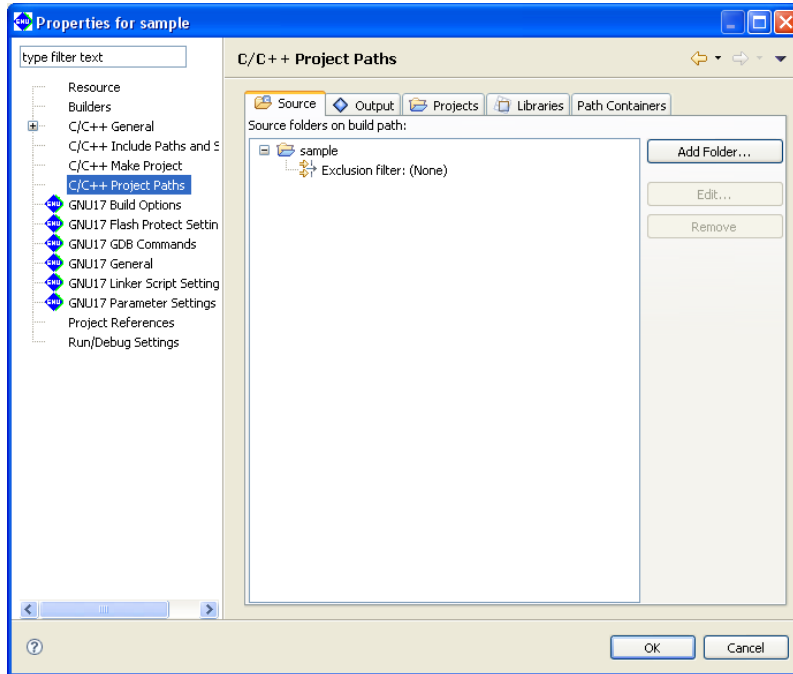 Properties for sample
type filter text
C/C++ Project Paths
Resource
Builders
C/C++ General
C/C++ Include Paths and S
C/C++ Make Project
C/C++ Project Paths
GNU17 Build Options
GNU17 Flash Protect Settin
GNU17 GDB Commands
GNU17 General
GNU17 Linker Script Setting
GNU17 Parameter Settings
Project References
Run/Debug Settings
Source Output Projects Libraries Path Containers
Source folders on build path:
sample
Exclusion filter: (None)
Add Folder...
Edit...
Remove
OK Cancel